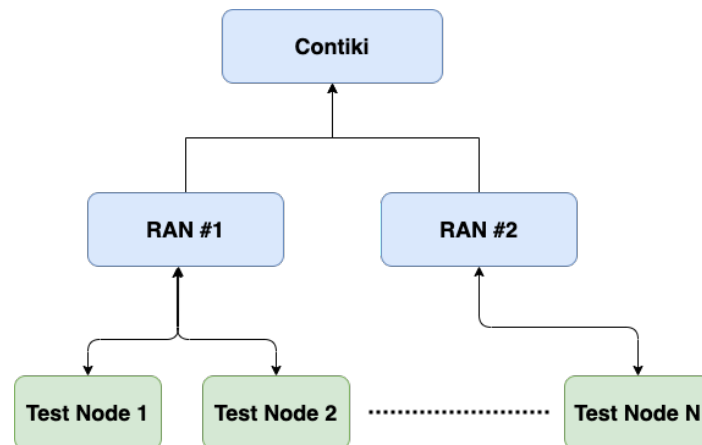 Contiki
RAN #1
RAN #2
Test Node 1
Test Node 2
Test Node N